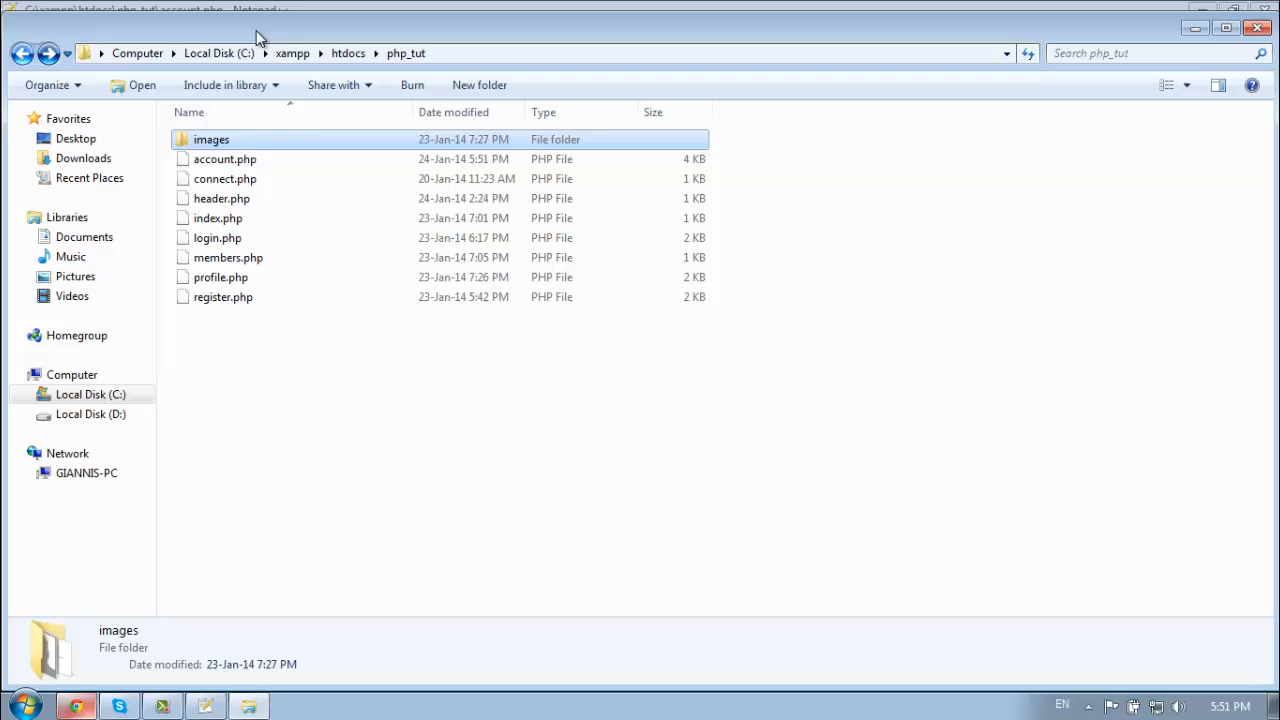 C:\xampp\htdocs\php_tut\account.php - Notepad++
Computer Local Disk (C:) xampp htdocs php_tut
Search php_tut
Organize Open Include in library Share with Burn New folder
Name Date modified Type Size
Favorites
Desktop
Downloads
Recent Places
Libraries
Documents
Music
Pictures
Videos
Homegroup
Computer
Local Disk (C:)
Local Disk (D:)
Network
GIANNIS-PC
images 23-Jan-14 7:27 PM File folder
account.php 24-Jan-14 5:51 PM PHP File 4 KB
connect.php 20-Jan-14 11:23 AM PHP File 1 KB
header.php 24-Jan-14 2:24 PM PHP File 1 KB
index.php 23-Jan-14 7:01 PM PHP File 1 KB
login.php 23-Jan-14 6:17 PM PHP File 2 KB
members.php 23-Jan-14 7:05 PM PHP File 1 KB
profile.php 23-Jan-14 7:26 PM PHP File 2 KB
register.php 23-Jan-14 5:42 PM PHP File 2 KB
images
File folder
Date modified: 23-Jan-14 7:27 PM
EN 5:51 PM